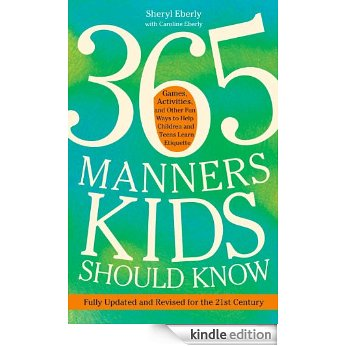 Sheryl Eberly
with Caroline Eberly
365
Games,
Activities,
and Other Fun
Ways to Help
Children and
Teens Learn
Etiquette
MANNERS
KIDS
SHOULD KNOW
Fully Updated and Revised for the 21st Century
kindle edition